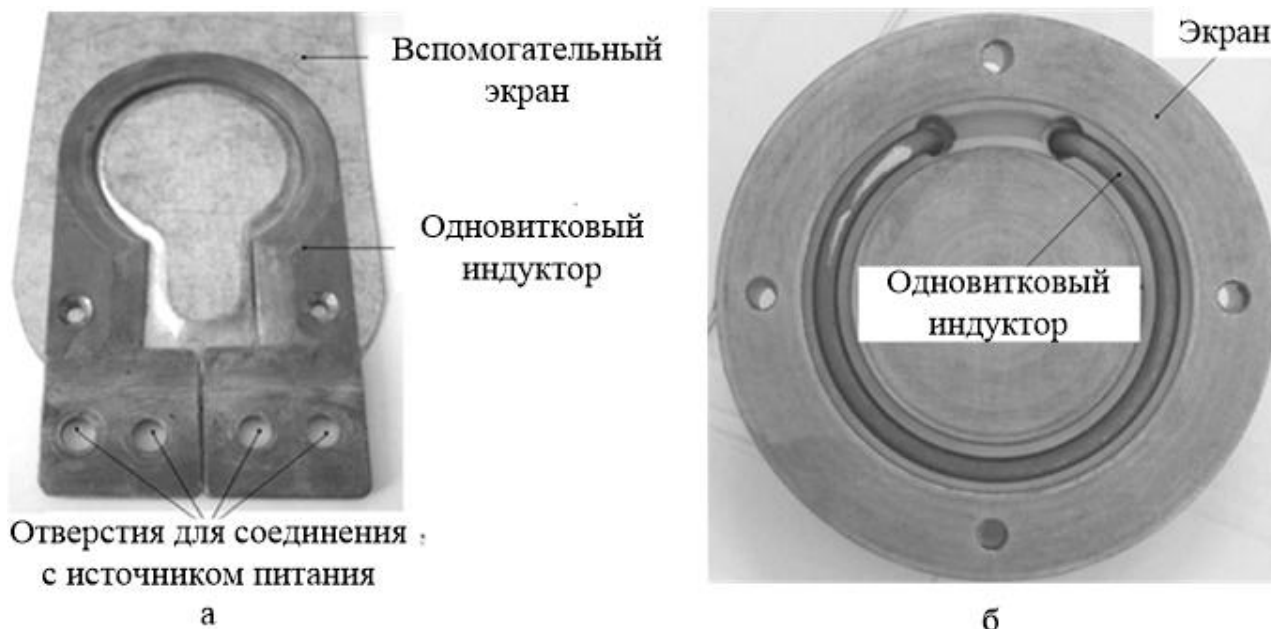 Вспомогательный
экран
Одновитковый
индуктор
Отверстия для соединения
с источником питания
а
Экран
Одновитковый
индуктор
б